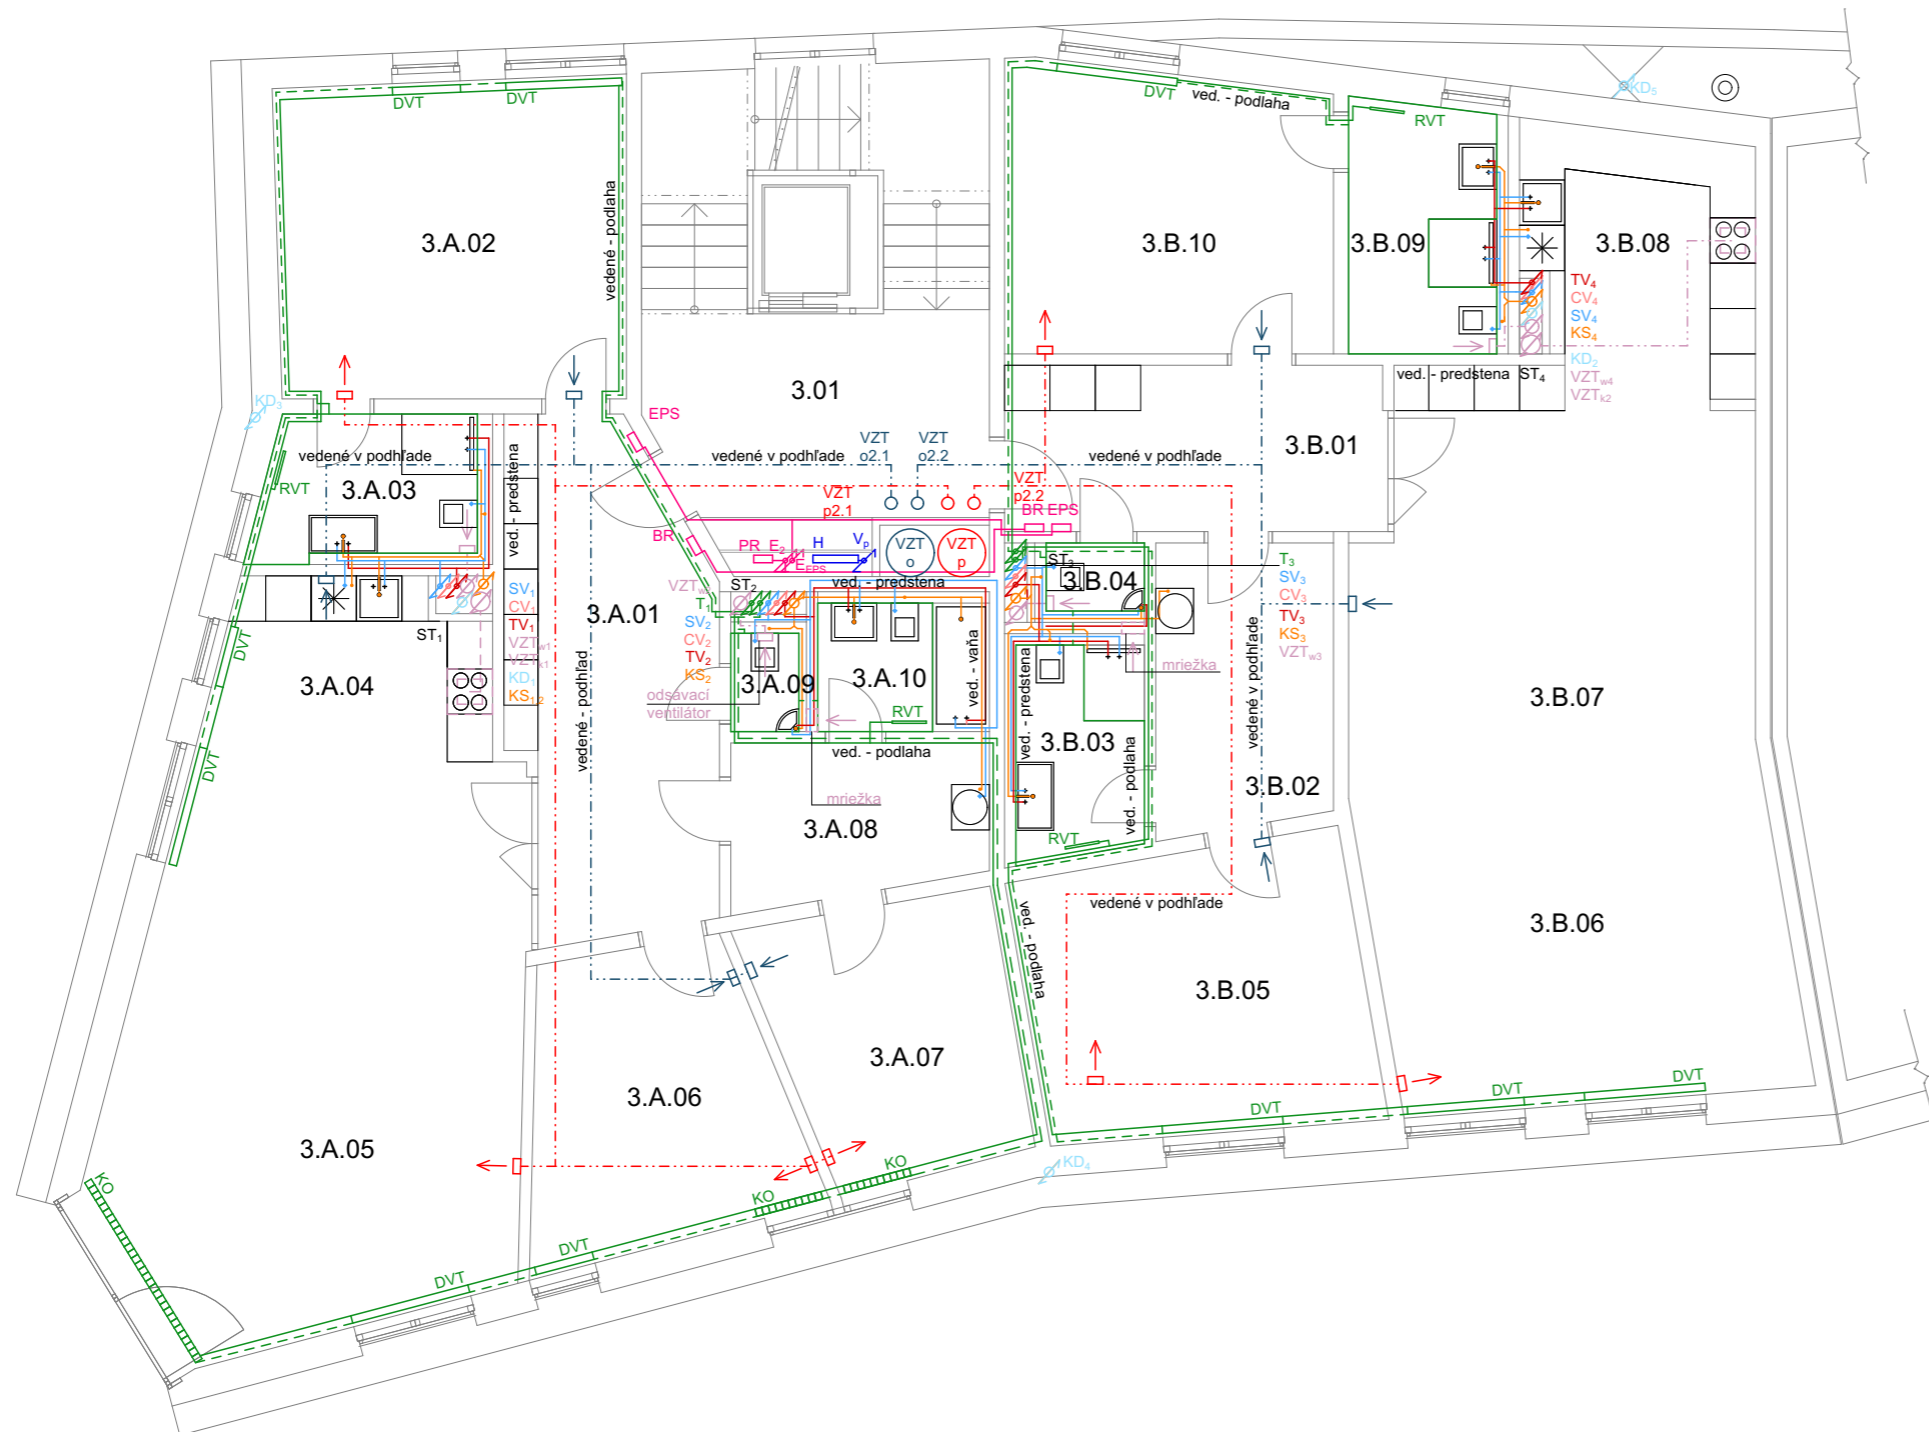 DVT
DVT
DVT
ved. - podlaha
RVT
KD5
vedené - podlaha
3.A.02
3.B.10
3.B.09
3.B.08
TV4
CV4
SV4
KS4
KD2
VZTw4
VZTk2
ved. - predstena
ST4
3.01
KD3
EPS
vedené v podhľade
VZT
o2.1
VZT
o2.2
vedené v podhľade
vedené v podhľade
3.B.01
RVT
3.A.03
ved. - predstena
VZT
p2.1
VZT
p2.2
BR
EPS
BR
PR
E2
EEPS
H
Vp
VZT
o
VZT
p
ved. - predstena
ST2
ST3
3.B.04
T3
SV3
CV3
TV3
KS3
VZTw3
SV1
CV1
TV1
VZTw1
VZTk1
KD1
KS1,2
ST1
3.A.01
T1
SV2
CV2
TV2
KS2
odsávací
ventilátor
3.A.09
3.A.10
ved. - vaňa
RVT
ved. - podlaha
mriežka
3.A.08
ved. - predstena
3.B.03
ved. - podlaha
RVT
mriežka
vedené v podhľade
3.B.02
3.B.07
DVT
DVT
3.A.04
vedené - podhľad
vedené v podhľade
ved. - podlaha
3.B.06
3.B.05
3.A.07
3.A.06
3.A.05
DVT
DVT
DVT
KD4
KO
KO
KO
DVT
DVT